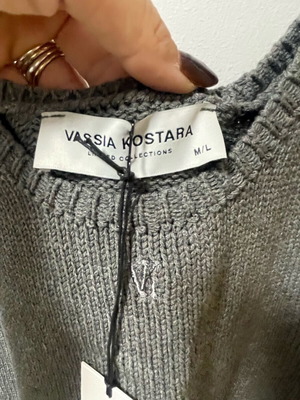 VASSIA KOSTARA
LIMITED COLLECTIONS
M/L